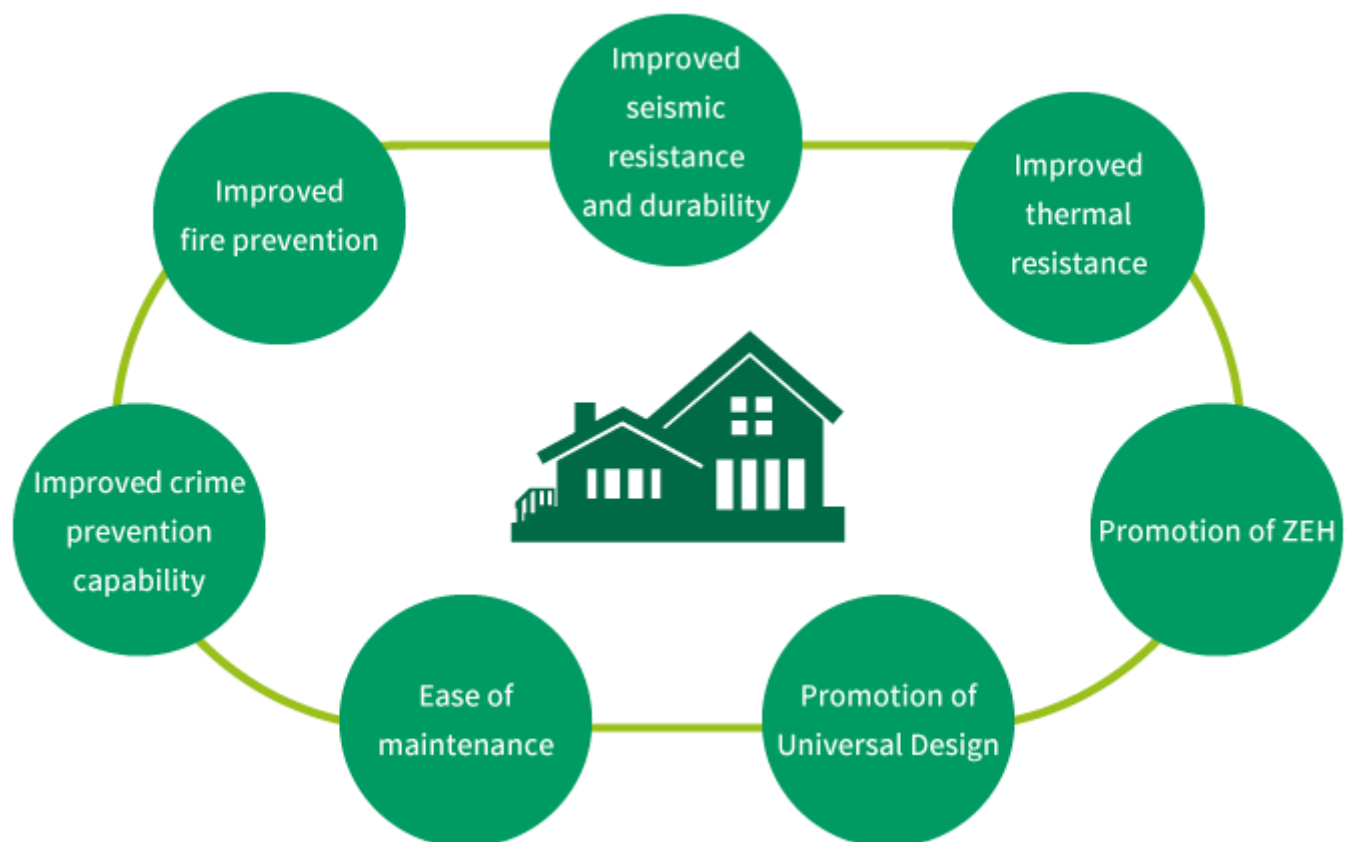 Improved
seismic
resistance
and durability
Improved
thermal
resistance
Promotion of ZEH
Promotion of
Universal Design
Ease of
maintenance
Improved crime
prevention
capability
Improved
fire prevention